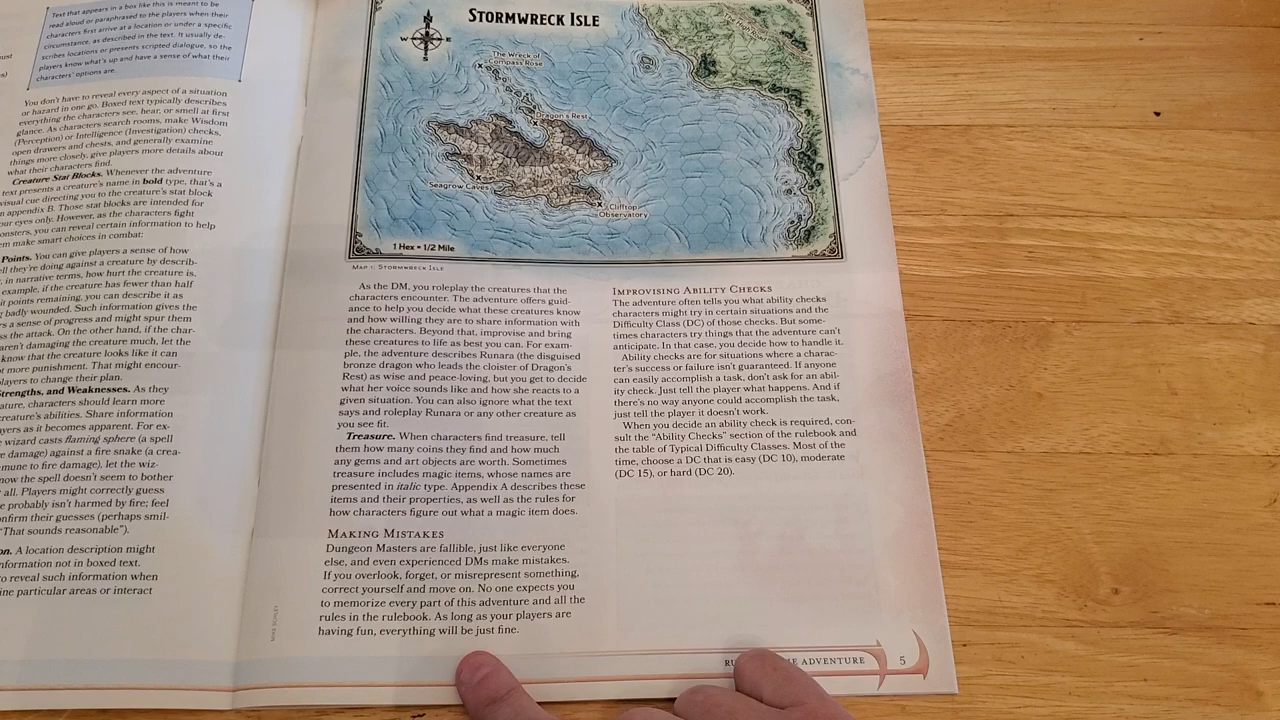 Text that appears in a box like this is meant to be
read aloud or paraphrased to the players when their
characters first arrive at a location or under a specific
circumstance, as described in the text. It usually de-
scribes locations or presents scripted dialogue, so the
players know what's up and have a sense of what their
characters' options are.
You don't have to reveal every aspect of a situation
or hazard in one go. Boxed text typically describes
everything the characters see, hear, or smell at first
glance. As characters search rooms, make Wisdom
(Perception) or Intelligence (Investigation) checks,
open drawers and chests, and generally examine
things more closely, give players more details about
what their characters find.
Creature Stat Blocks. Whenever the adventure
text presents a creature's name in bold type, that's a
visual cue directing you to the creature's stat block
n appendix B. Those stat blocks are intended for
our eyes only. However, as the characters fight
onsters, you can reveal certain information to help
em make smart choices in combat:
Points. You can give players a sense of how
ell they're doing against a creature by describ-
, in narrative terms, how hurt the creature is.
example, if the creature has fewer than half
it points remaining, you can describe it as
g badly wounded. Such information gives the
rs a sense of progress and might spur them
ss the attack. On the other hand, if the char-
aren't damaging the creature much, let the
know that the creature looks like it can
ot more punishment. That might encour-
layers to change their plan.
Strengths, and Weaknesses. As they
ature, characters should learn more
creature's abilities. Share information
yers as it becomes apparent. For ex-
e wizard casts flaming sphere (a spell
re damage) against a fire snake (a crea-
mune to fire damage), let the wiz-
now the spell doesn't seem to bother
all. Players might correctly guess
e probably isn't harmed by fire; feel
onfirm their guesses (perhaps smil-
"That sounds reasonable").
on. A location description might
nformation not in boxed text.
to reveal such information when
ine particular areas or interact
STORMWRECK ISLE
N
W E
S
The Wreck of
Compass Rose
Dragon's Rest
Seagrow Caves
Clifftop
Observatory
1 Hex = 1/2 Mile
MAP 1: STORMWRECK ISLE
As the DM, you roleplay the creatures that the
characters encounter. The adventure offers guid-
ance to help you decide what these creatures know
and how willing they are to share information with
the characters. Beyond that, improvise and bring
these creatures to life as best you can. For exam-
ple, the adventure describes Runara (the disguised
bronze dragon who leads the cloister of Dragon's
Rest) as wise and peace-loving, but you get to decide
what her voice sounds like and how she reacts to a
given situation. You can also ignore what the text
says and roleplay Runara or any other creature as
you see fit.
Treasure. When characters find treasure, tell
them how many coins they find and how much
any gems and art objects are worth. Sometimes
treasure includes magic items, whose names are
presented in italic type. Appendix A describes these
items and their properties, as well as the rules for
how characters figure out what a magic item does.
MAKING MISTAKES
Dungeon Masters are fallible, just like everyone
else, and even experienced DMs make mistakes.
If you overlook, forget, or misrepresent something,
correct yourself and move on. No one expects you
to memorize every part of this adventure and all the
rules in the rulebook. As long as your players are
having fun, everything will be just fine.
IMPROVISING ABILITY CHECKS
The adventure often tells you what ability checks
characters might try in certain situations and the
Difficulty Class (DC) of those checks. But some-
times characters try things that the adventure can't
anticipate. In that case, you decide how to handle it.
Ability checks are for situations where a charac-
ter's success or failure isn't guaranteed. If anyone
can easily accomplish a task, don't ask for an abil-
ity check. Just tell the player what happens. And if
there's no way anyone could accomplish the task,
just tell the player it doesn't work.
When you decide an ability check is required, con-
sult the "Ability Checks" section of the rulebook and
the table of Typical Difficulty Classes. Most of the
time, choose a DC that is easy (DC 10), moderate
(DC 15), or hard (DC 20).
MIKE SCHLEY
ADVENTURE
5